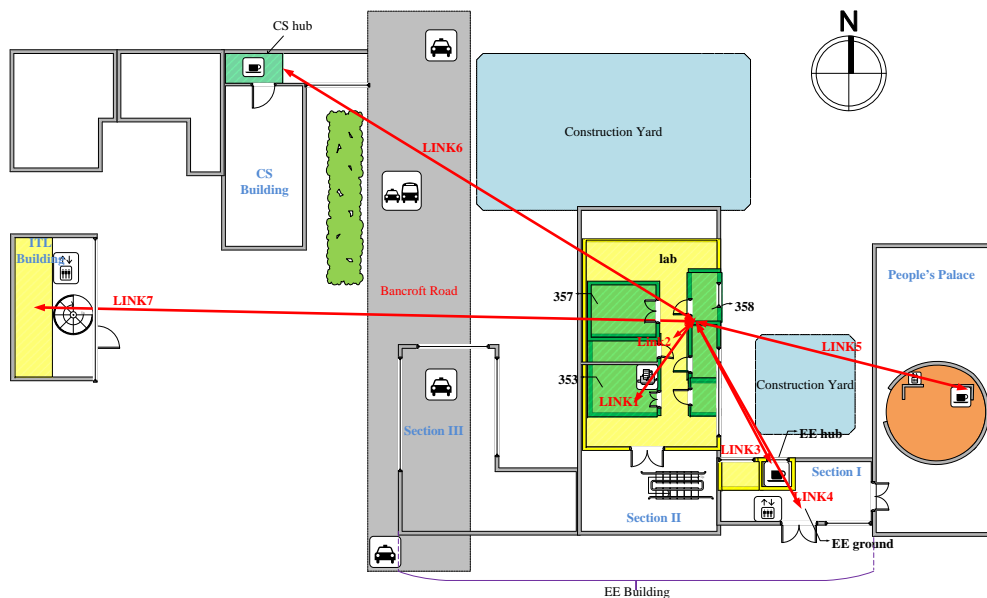 CS hub
N
Construction Yard
LINK6
CS
Building
ITL
Building
lab
People's Palace
357
Bancroft Road
LINK7
358
Link2
LINK5
353
Construction Yard
LINK1
Section III
EE hub
LINK3
Section I
LINK4
Section II
EE ground
EE Building